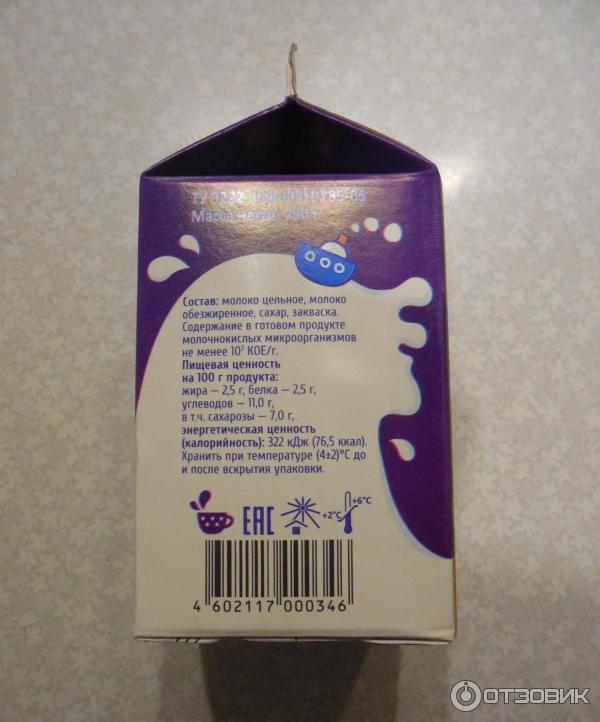 ТУ 9222-
Масса нетто: 450 г
Состав: молоко цельное, молоко
обезжиренное, сахар, закваска.
Содержание в готовом продукте
молочнокислых микроорганизмов
не менее 10⁷ КОЕ/г.
Пищевая ценность
на 100 г продукта:
жира – 2,5 г, белка – 2,5 г,
углеводов – 11,0 г,
в т.ч. сахарозы – 7,0 г,
энергетическая ценность
(калорийность): 322 кДж (76,5 ккал).
Хранить при температуре (4±2)°С до
и после вскрытия упаковки.
ЕАС
+2°C
+6°C
4 602117 000346
ОТЗОВИК